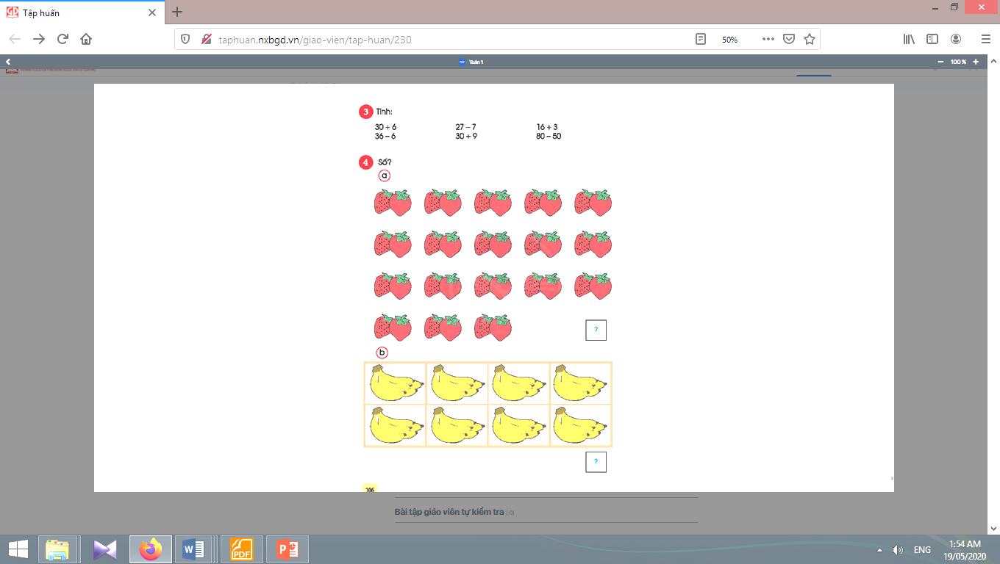 Tập huấn
taphuan.nxbgd.vn/giao-vien/tap-huan/230
50%
Toán 1
100 %
3 Tính:
30 + 6 27 – 7 16 + 3
36 – 6 30 + 9 80 – 50
4 Số?
a
?
b
?
106
Bài tập giáo viên tự kiểm tra ( 0)
PDF
ENG
1:54 AM
19/05/2020